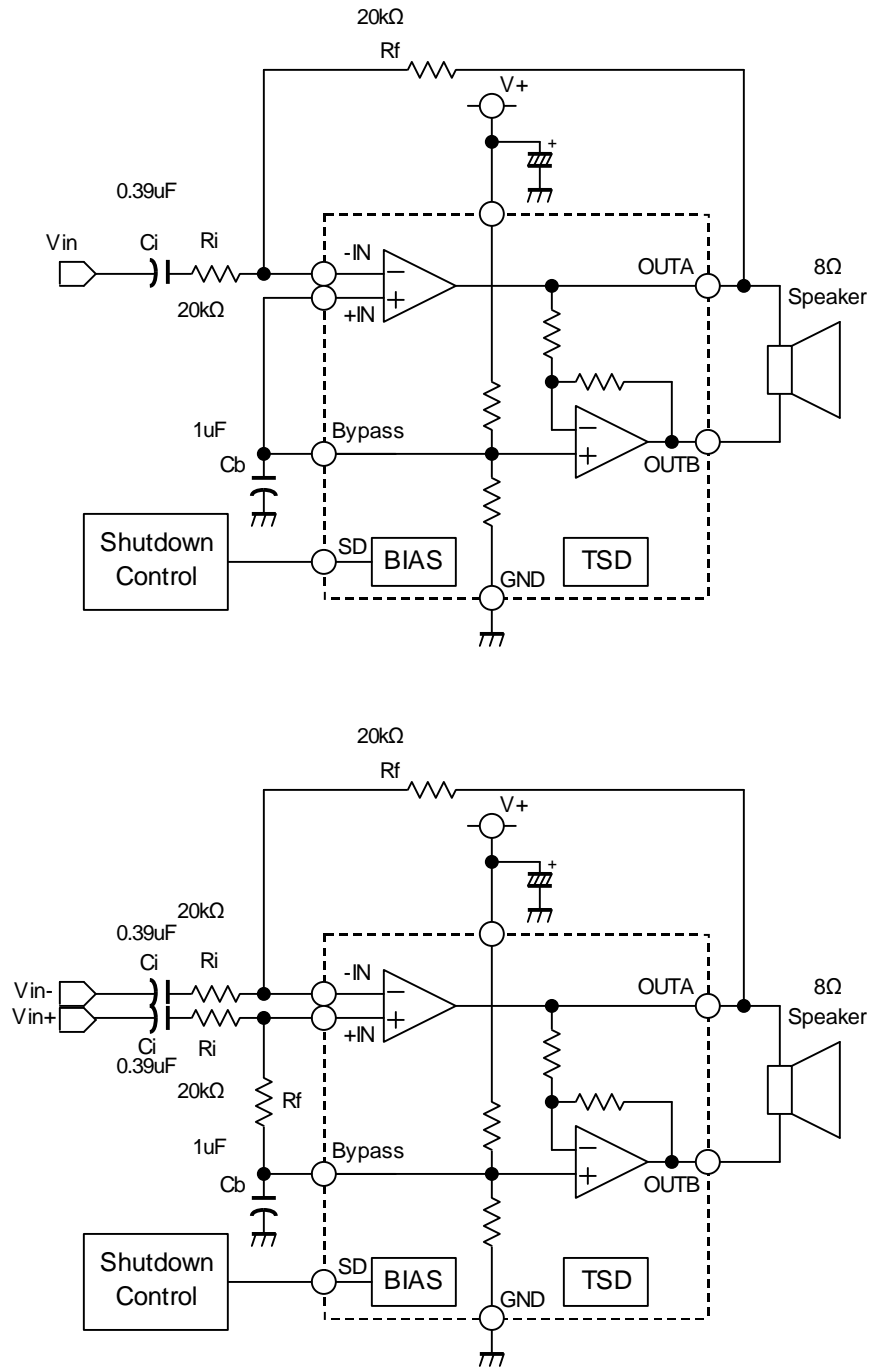 20kΩ
Rf
V+
+
0.39uF
Vin
Ci
Ri
20kΩ
-IN
+IN
OUTA
8Ω
Speaker
1uF
Cb
Bypass
OUTB
Shutdown
Control
SD
BIAS
TSD
GND
20kΩ
Rf
V+
+
20kΩ
0.39uF
Ci
Ri
Vin-
Vin+
Ci
Ri
0.39uF
20kΩ
-IN
+IN
OUTA
8Ω
Speaker
Rf
1uF
Cb
Bypass
OUTB
Shutdown
Control
SD
BIAS
TSD
GND